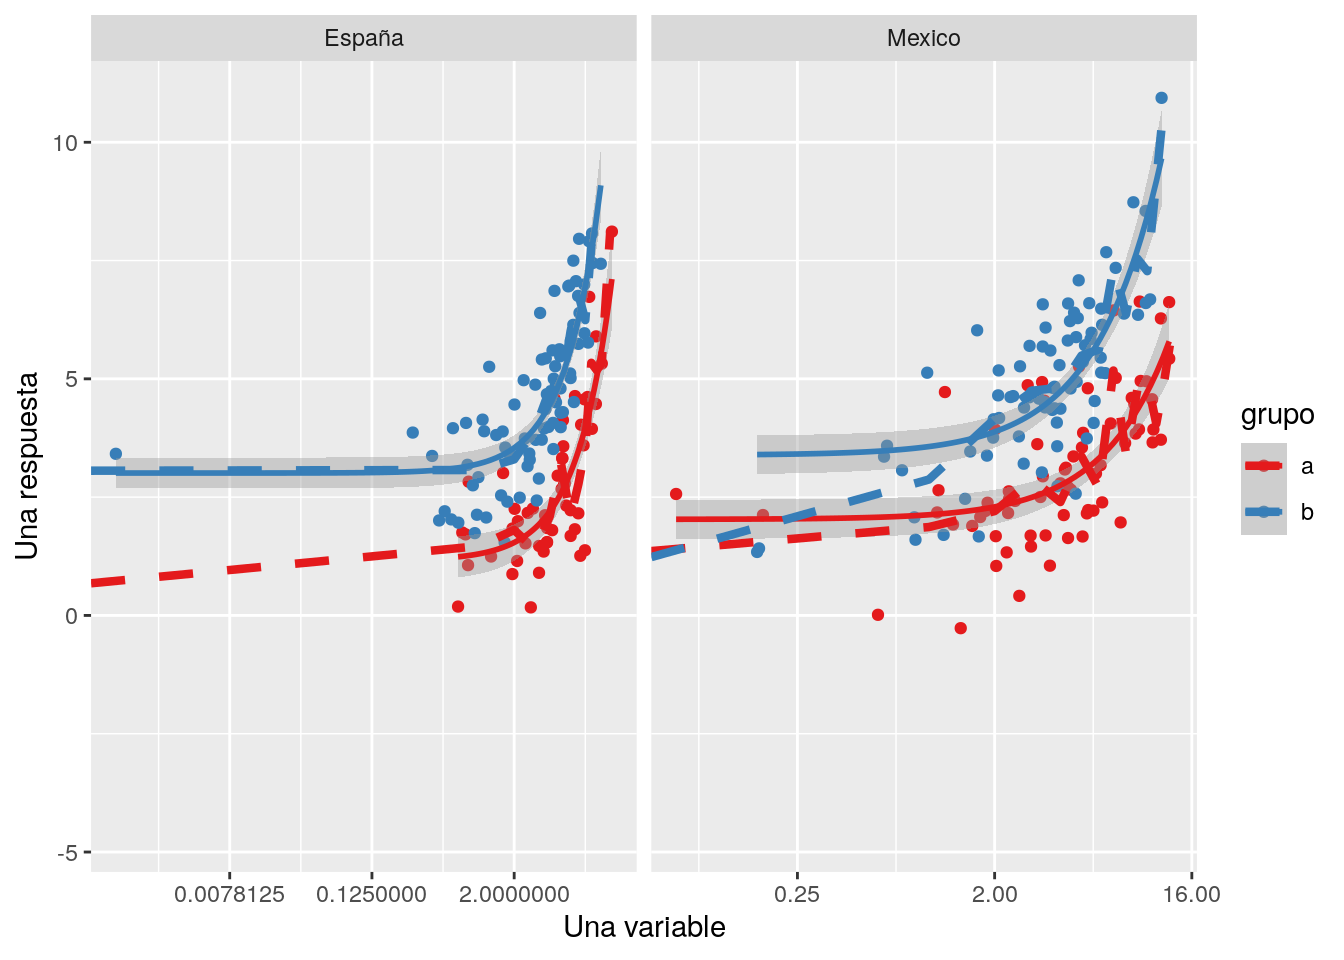 España
Mexico
Una respuesta
10
5
0
-5
0.0078125
0.1250000
2.0000000
0.25
2.00
16.00
Una variable
grupo
a
b